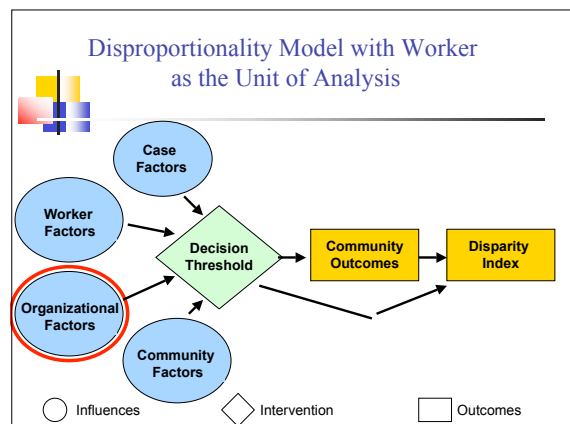 Disproportionality Model with Worker
as the Unit of Analysis
Case
Factors
Worker
Factors
Decision
Threshold
Community
Outcomes
Disparity
Index
Organizational
Factors
Community
Factors
Influences
Intervention
Outcomes